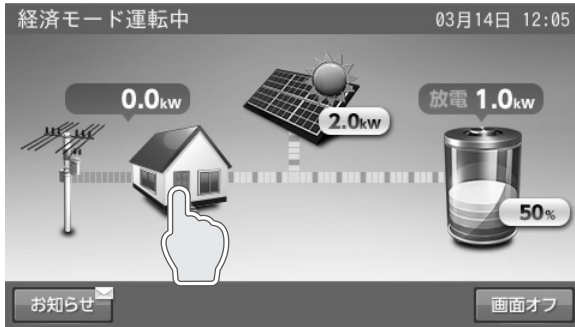 経済モード運転中
03月14日 12:05
0.0kw
2.0kw
放電 1.0kw
50%
お知らせ
画面オフ